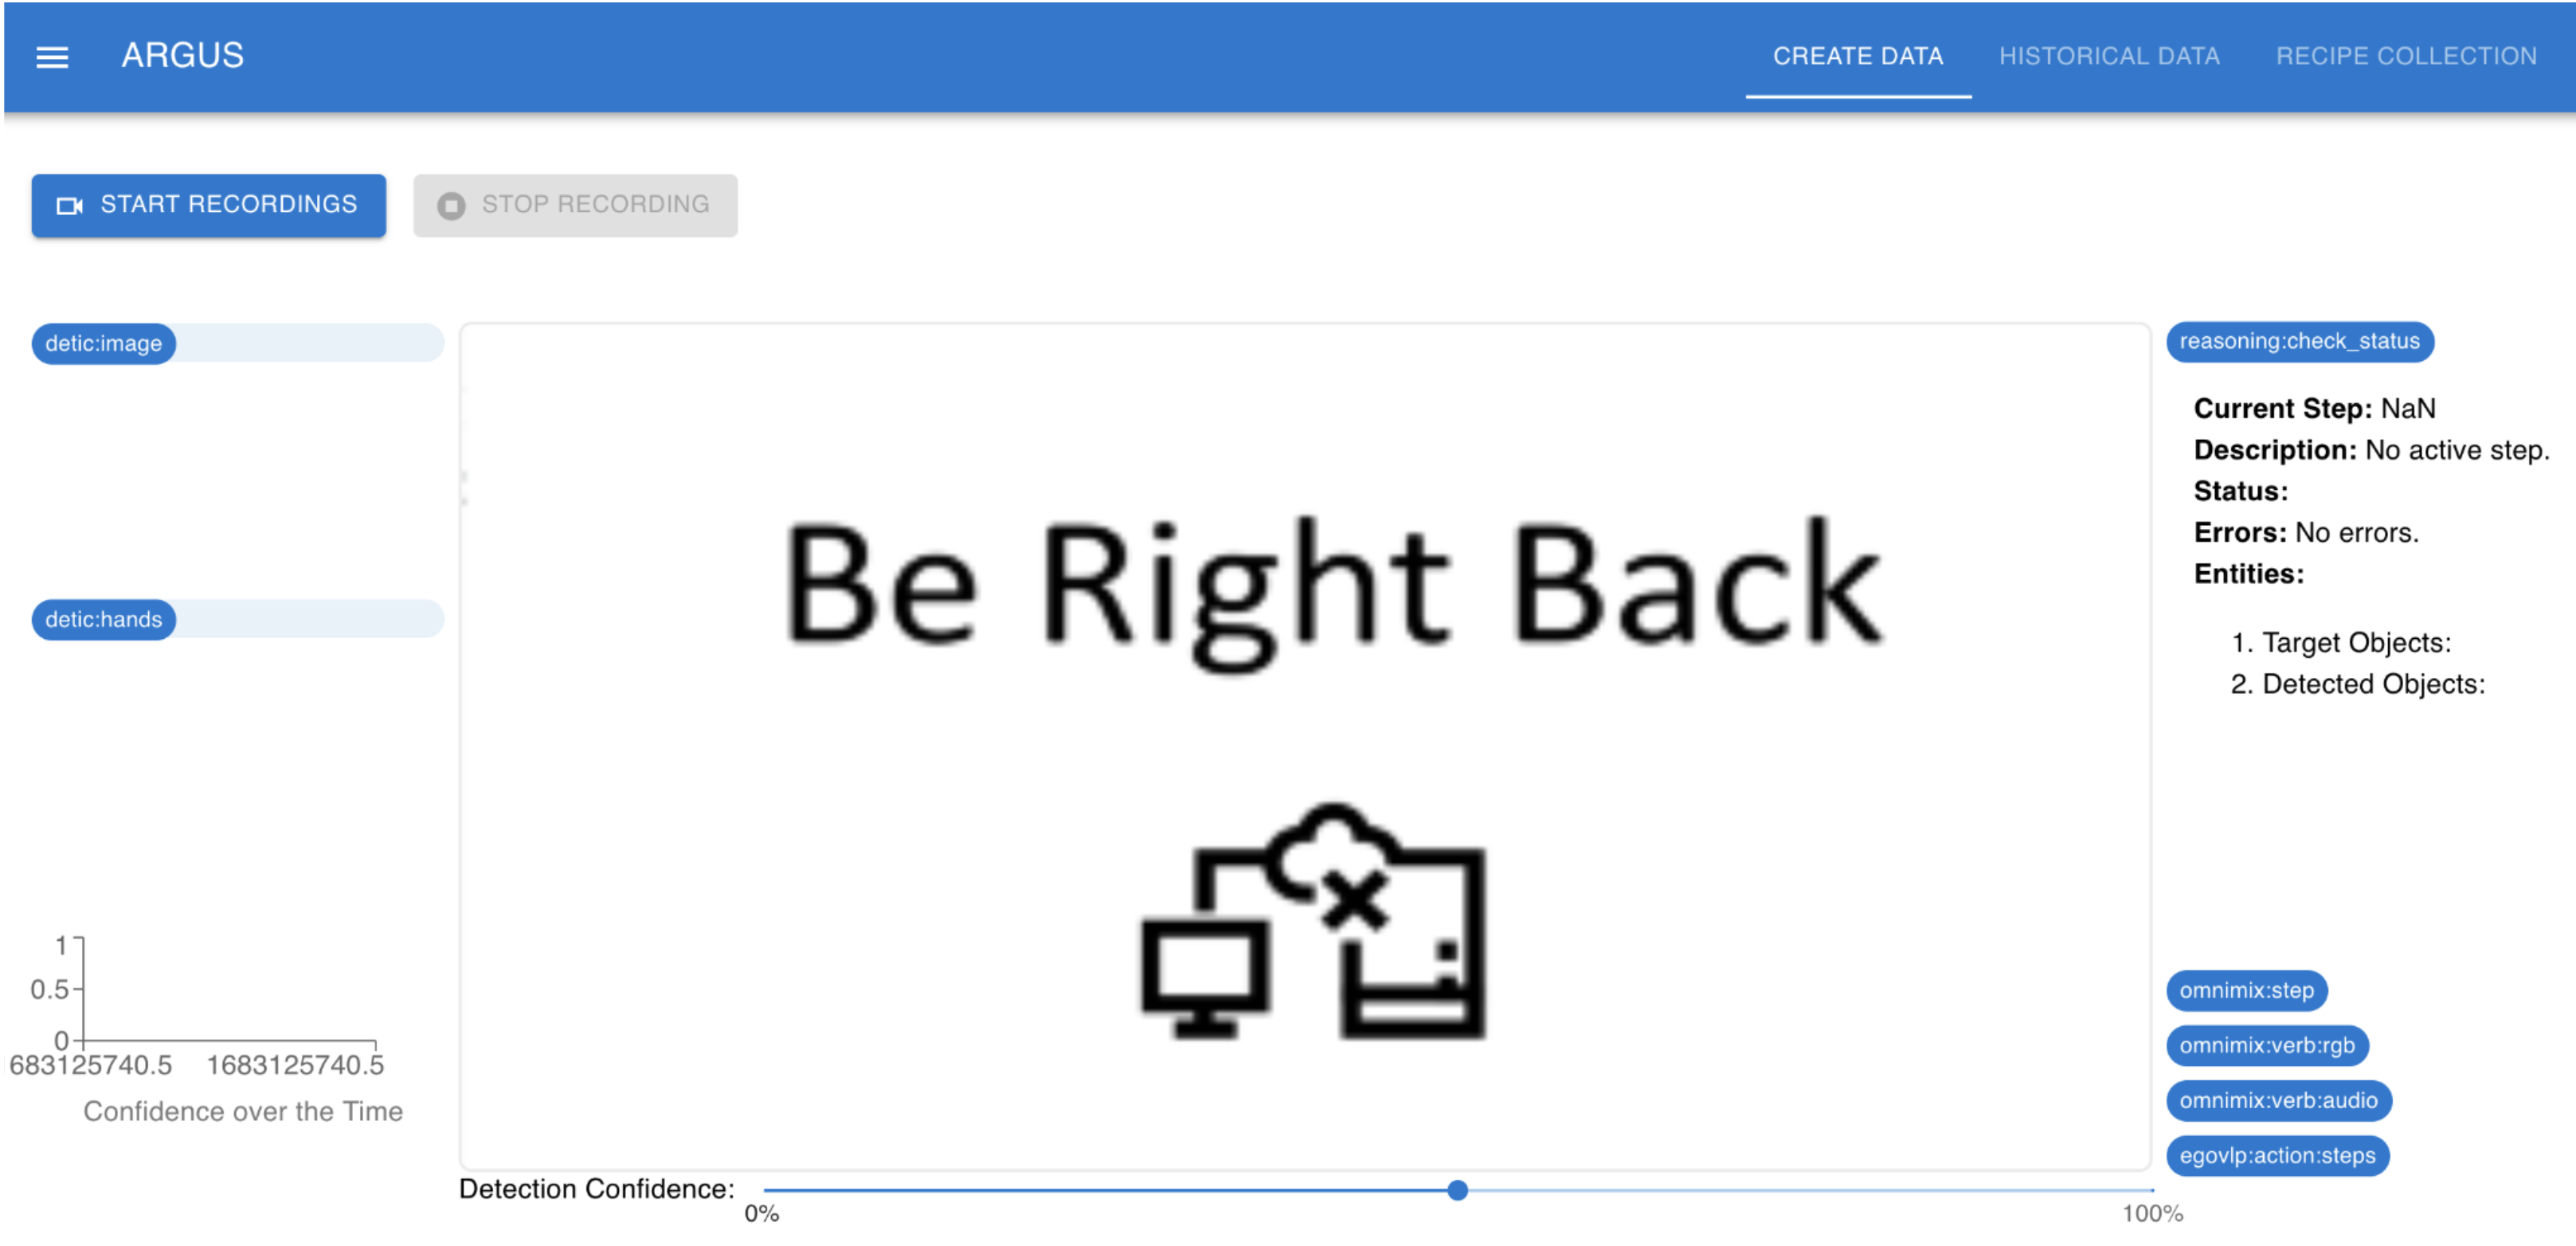 ARGUS
CREATE DATA
HISTORICAL DATA
RECIPE COLLECTION
START RECORDINGS
STOP RECORDING
detic:image
detic:hands
1
0.5
0
683125740.5
1683125740.5
Confidence over the Time
Be Right Back
Detection Confidence:
0%
100%
reasoning:check_status
Current Step: NaN
Description: No active step.
Status:
Errors: No errors.
Entities:
1. Target Objects:
2. Detected Objects:
omnimix:step
omnimix:verb:rgb
omnimix:verb:audio
egovlp:action:steps